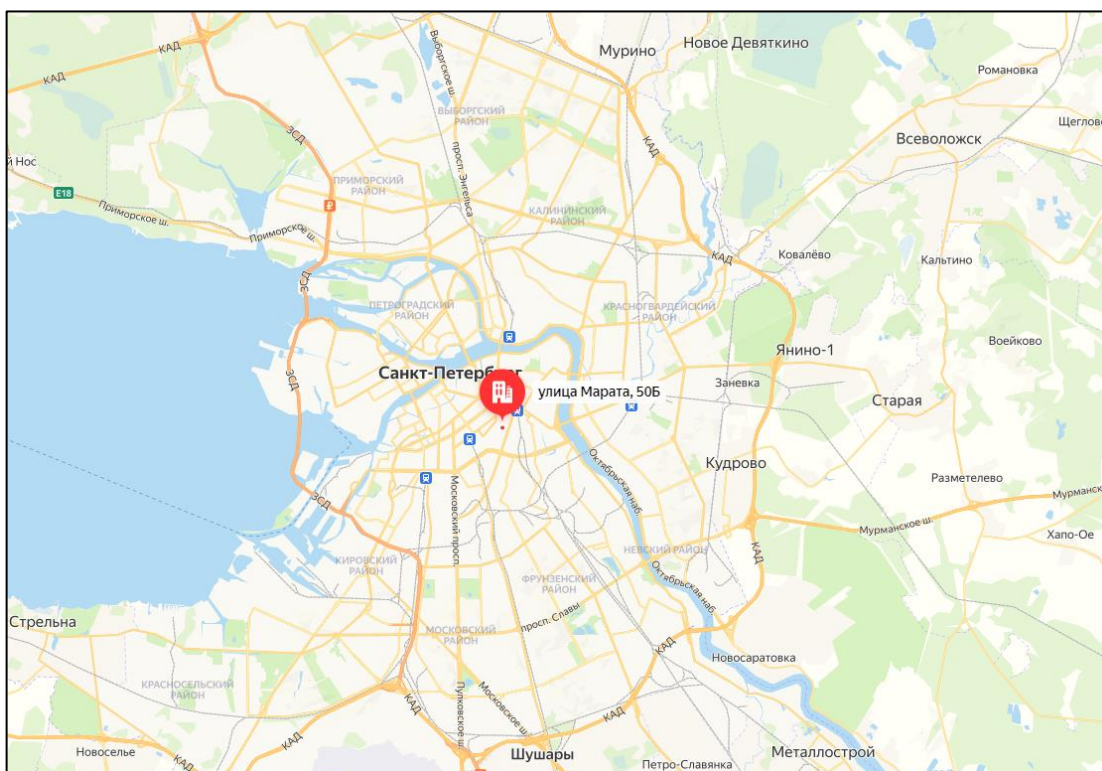 КАД
Выборгское ш.
Мурино
Новое Девяткино
Романовка
КАД
ВЫБОРГСКИЙ
РАЙОН
КАД
Щеглово
Всеволожск
ЗСД
просп. Энгельса
й Нос
ПРИМОРСКИЙ
РАЙОН
E18
Приморское ш.
КАЛИНИНСКИЙ
РАЙОН
Приморское ш.
КАД
Ковалёво
Кальтино
ЗСД
ПЕТРОГРАДСКИЙ
РАЙОН
КРАСНОГВАРДЕЙСКИЙ
РАЙОН
Янино-1
Воейково
Санкт-Петербург
ЗСД
улица Марата, 50Б
Заневка
Старая
Октябрьская наб.
Кудрово
Разметелево
ЗСД
Московский просп.
Мурманск
Мурманское ш.
Хапо-Ое
КИРОВСКИЙ
РАЙОН
НЕВСКИЙ РАЙОН
КАД
ФРУНЗЕНСКИЙ
РАЙОН
Октябрьская наб.
Стрельна
просп. Славы
МОСКОВСКИЙ
РАЙОН
КАД
Новосаратовка
КРАСНОСЕЛЬСКИЙ
РАЙОН
КАД
Пулковское ш.
Московское ш.
КАД
КАД
Новоселье
Шушары
Металлострой
Петро-Славянка